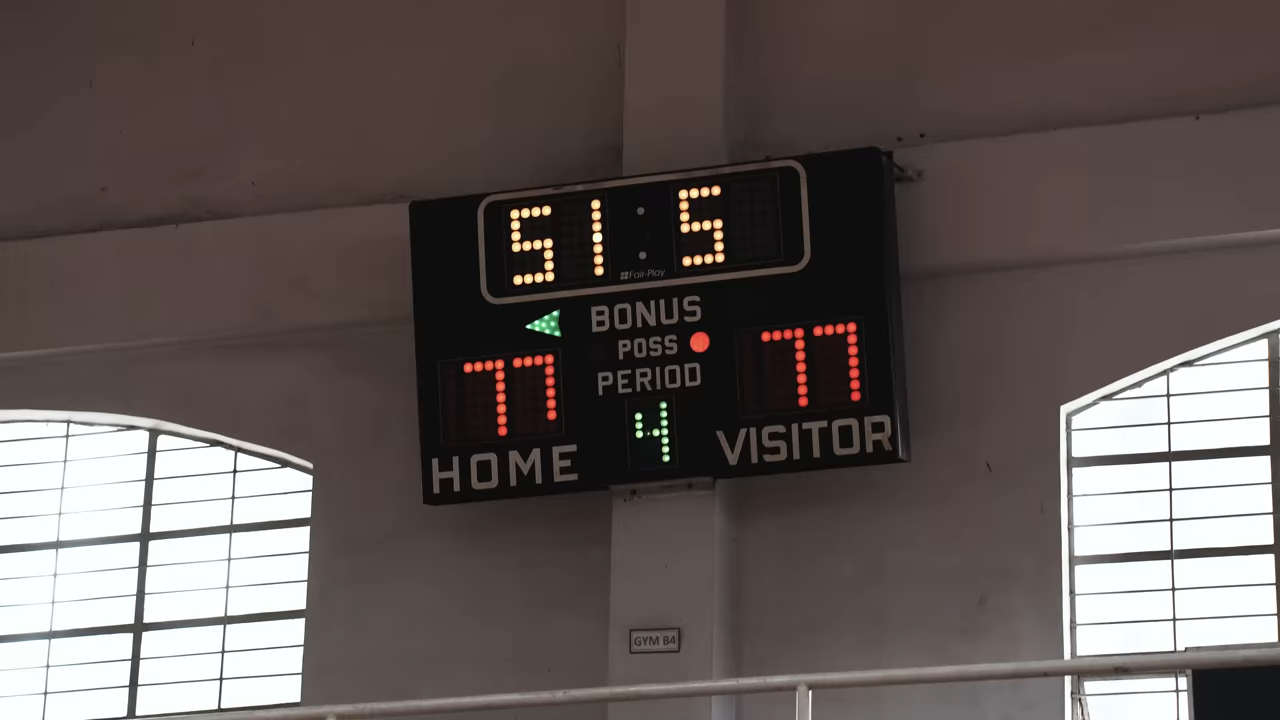 51 : 5
Fair-Play
BONUS
POSS
PERIOD
77 4 77
HOME VISITOR
GYM B4